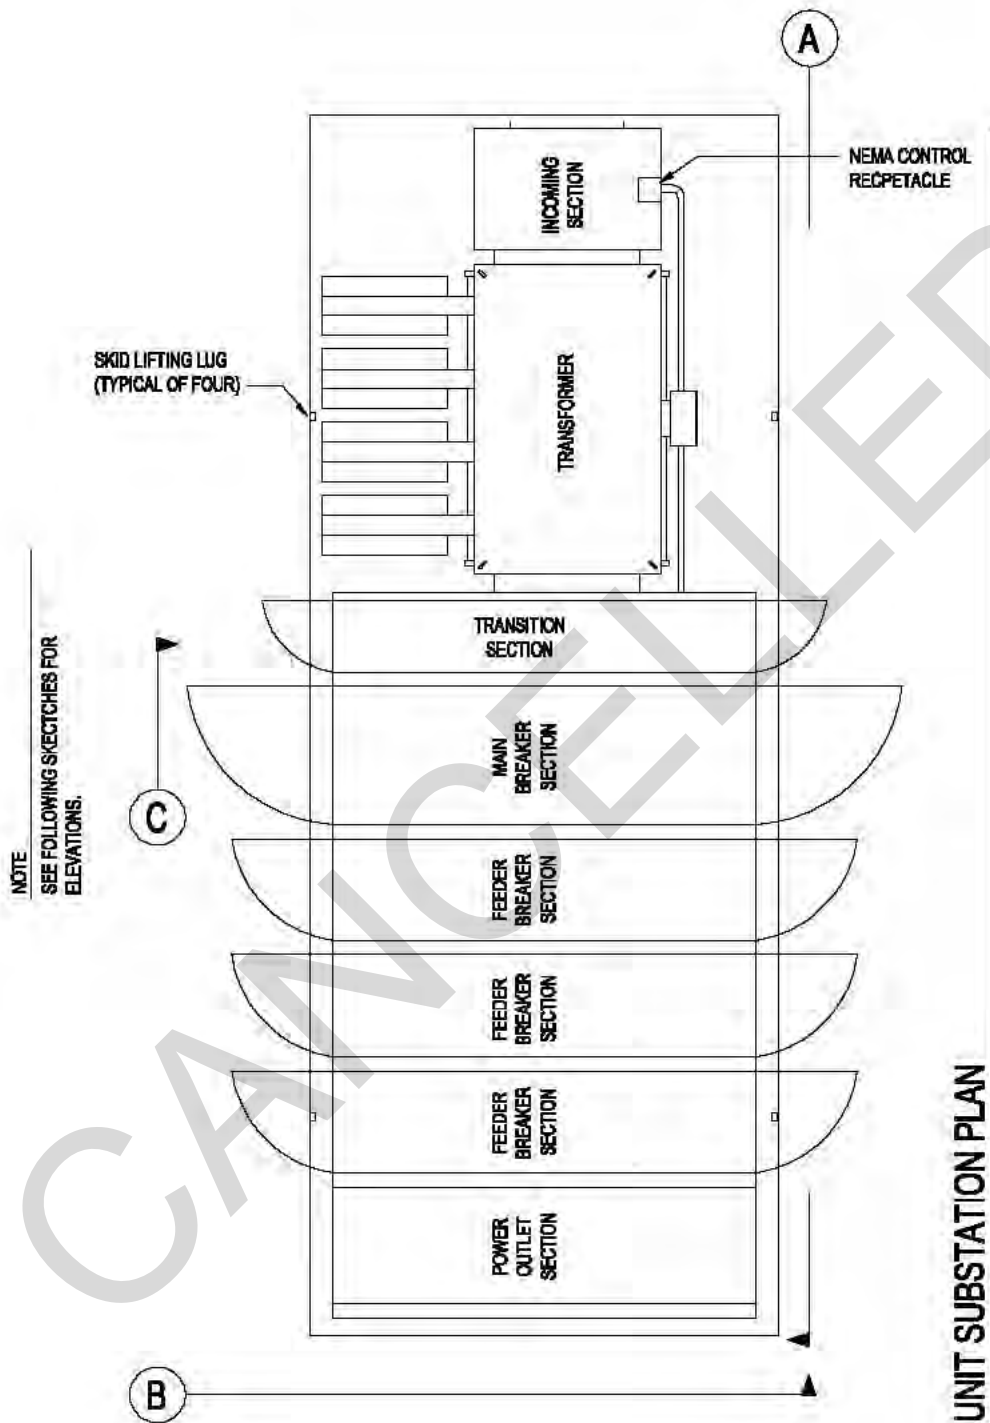 A
NEMA CONTROL
RECPETACLE
INCOMING
SECTION
SKID LIFTING LUG
(TYPICAL OF FOUR)
TRANSFORMER
TRANSITION
SECTION
NOTE
SEE FOLLOWING SKECTCHES FOR
ELEVATIONS.
C
MAIN
BREAKER
SECTION
FEEDER
BREAKER
SECTION
FEEDER
BREAKER
SECTION
FEEDER
BREAKER
SECTION
POWER
OUTLET
SECTION
B
UNIT SUBSTATION PLAN
CANCELLED